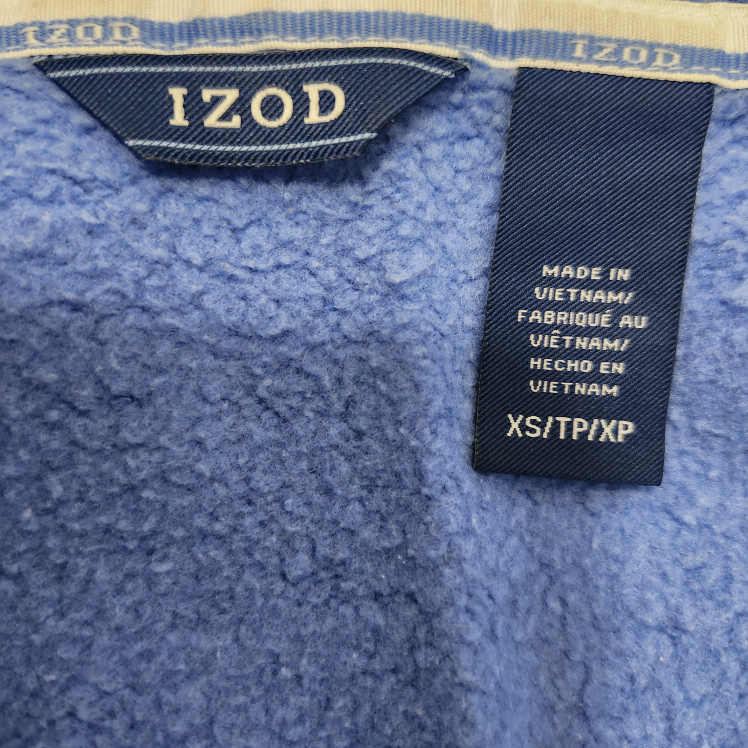 IZOD
IZOD
IZOD
MADE IN
VIETNAM/
FABRIQUÉ AU
VIÊTNAM/
HECHO EN
VIETNAM
XS/TP/XP